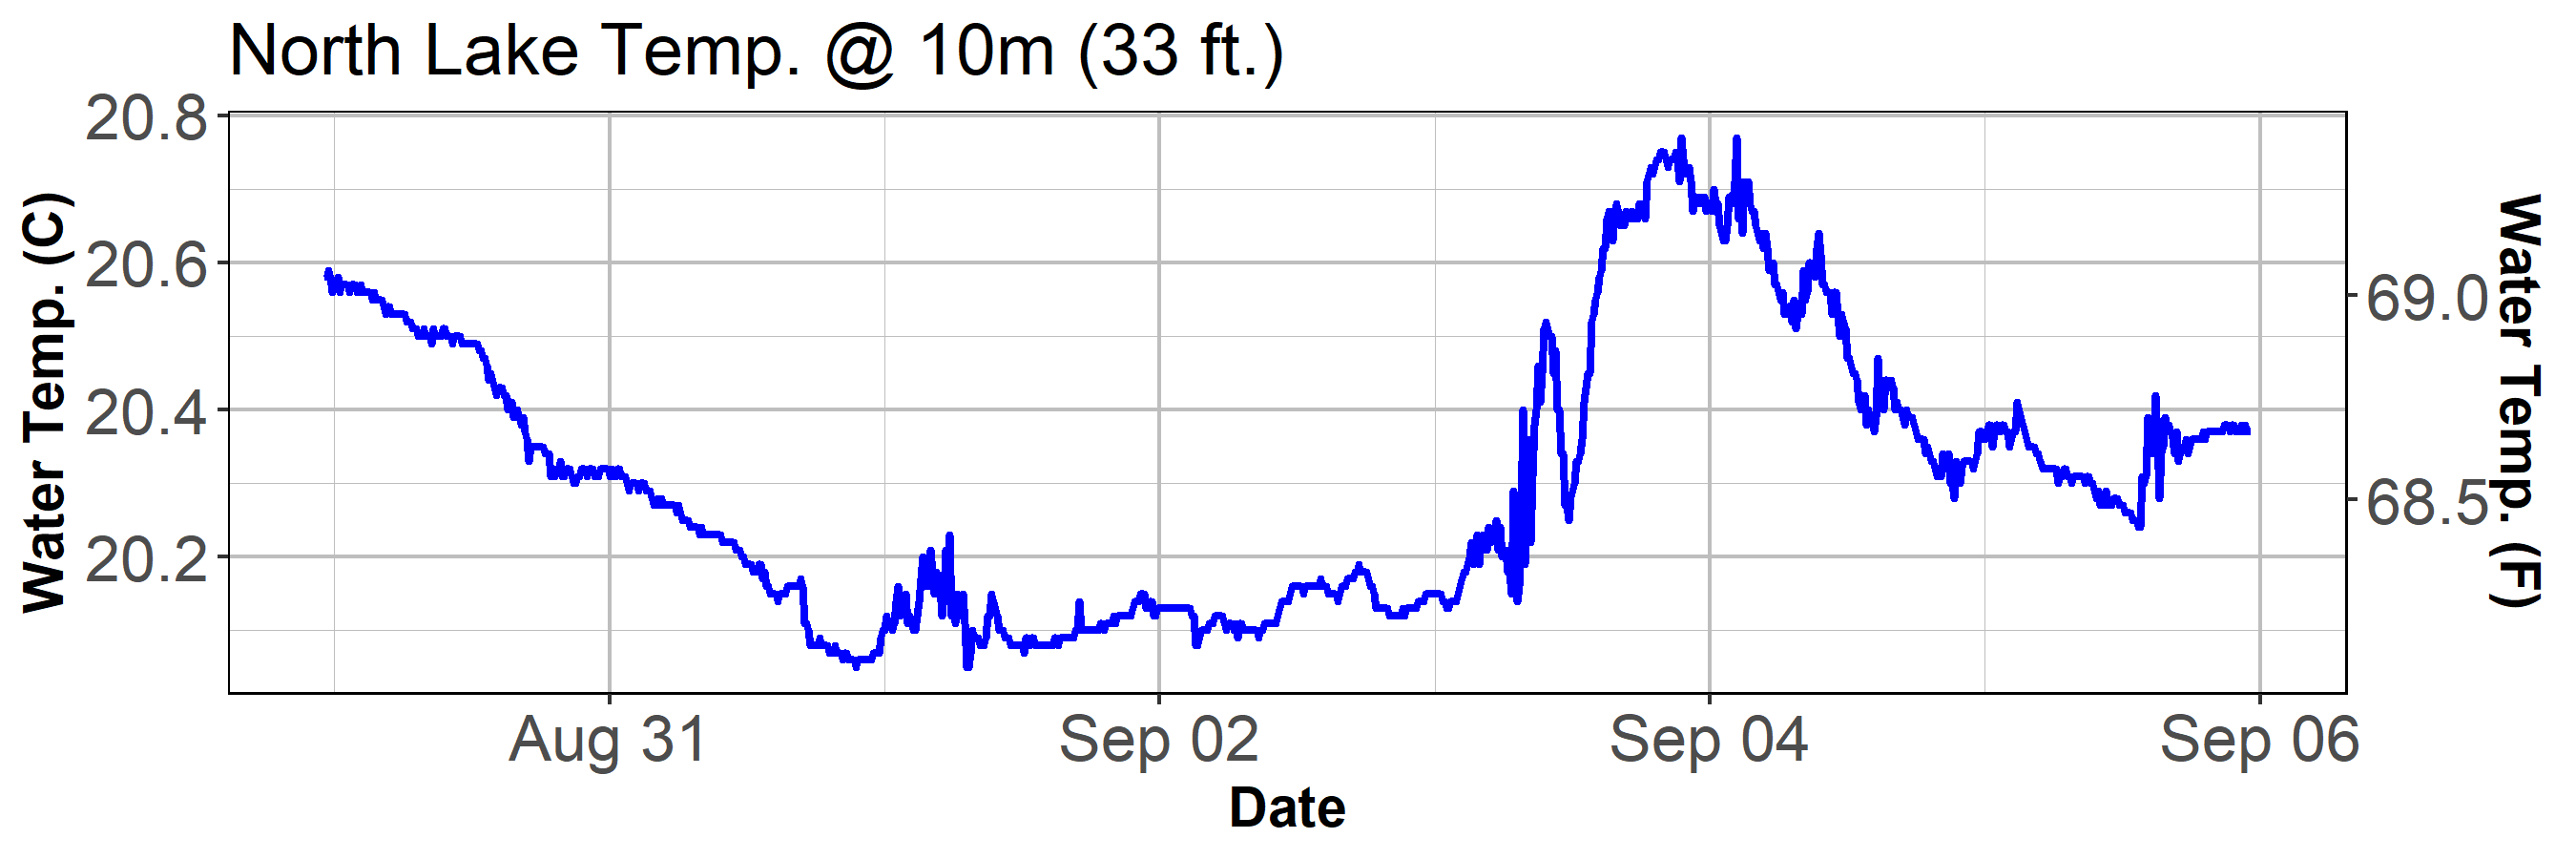 North Lake Temp. @ 10m (33 ft.)
Water Temp. (C)
20.8
20.6
20.4
20.2
69.0
68.5
Water Temp. (F)
Aug 31
Sep 02
Sep 04
Sep 06
Date